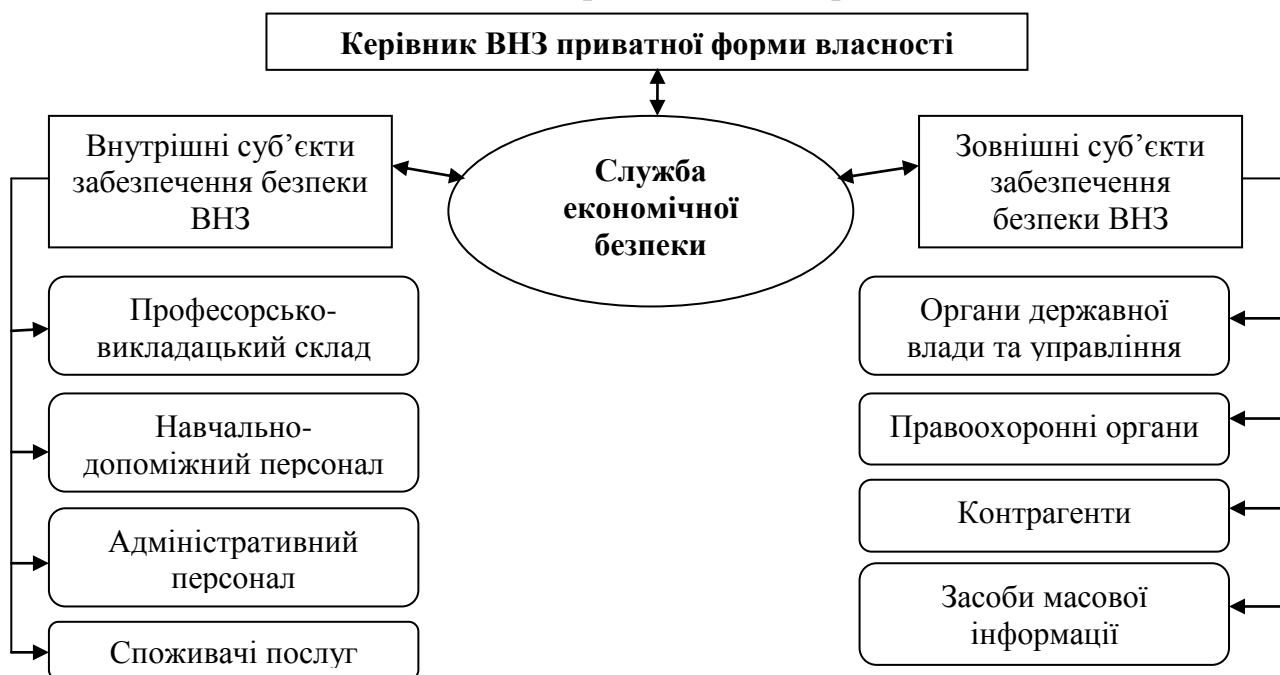 Керівник ВНЗ приватної форми власності
Внутрішні суб’єкти
забезпечення безпеки
ВНЗ
Служба
економічної
безпеки
Зовнішні суб’єкти
забезпечення
безпеки ВНЗ
Професорсько-
викладацький склад
Навчально-
допоміжний персонал
Адміністративний
персонал
Споживачі послуг
Органи державної
влади та управління
Правоохоронні органи
Контрагенти
Засоби масової
інформації